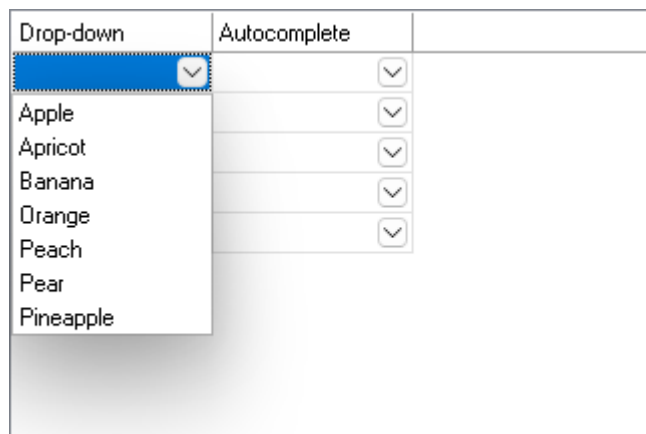 Drop-down Autocomplete
Apple
Apricot
Banana
Orange
Peach
Pear
Pineapple